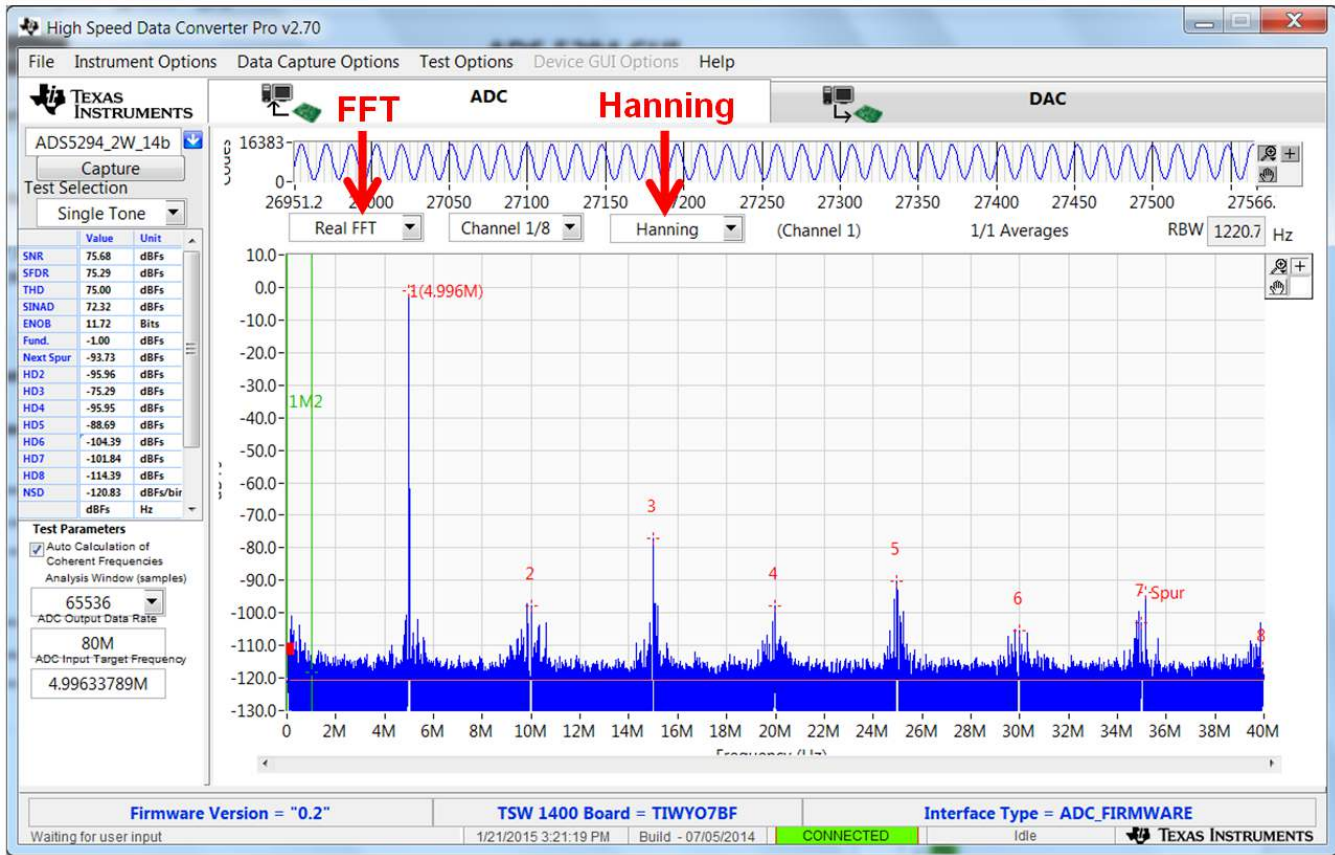 High Speed Data Converter Pro v2.70
File Instrument Options Data Capture Options Test Options Device GUI Options Help
TEXAS INSTRUMENTS
ADC
DAC
FFT
Hanning
ADS5294_2W_14b
Capture
Test Selection
Single Tone
Value Unit
SNR 75.68 dBFs
SFDR 75.29 dBFs
THD 75.00 dBFs
SINAD 72.32 dBFs
ENOB 11.72 Bits
Fund. -1.00 dBFs
Next Spur -93.73 dBFs
HD2 -95.96 dBFs
HD3 -75.29 dBFs
HD4 -95.95 dBFs
HD5 -88.69 dBFs
HD6 -104.39 dBFs
HD7 -101.84 dBFs
HD8 -114.39 dBFs
NSD -120.83 dBFs/bin
dBFs Hz
Test Parameters
Auto Calculation of
Coherent Frequencies
Analysis Window (samples)
65536
ADC Output Data Rate
80M
ADC Input Target Frequency
4.99633789M
16383
0
26951.2 27050 27100 27150 27200 27250 27300 27350 27400 27450 27500 27566.
Real FFT Channel 1/8 Hanning (Channel 1) 1/1 Averages RBW 1220.7 Hz
10.0
0.0
-10.0
-20.0
-30.0
-40.0
-50.0
-60.0
-70.0
-80.0
-90.0
-100.0
-110.0
-120.0
-130.0
1(4.996M)
1M2
2
3
4
5
6
7 Spur
8
0 2M 4M 6M 8M 10M 12M 14M 16M 18M 20M 22M 24M 26M 28M 30M 32M 34M 36M 38M 40M
Frequency (Hz)
Firmware Version = "0.2" TSW 1400 Board = TIWYO7BF Interface Type = ADC_FIRMWARE
Waiting for user input 1/21/2015 3:21:19 PM Build - 07/05/2014 CONNECTED Idle TEXAS INSTRUMENTS